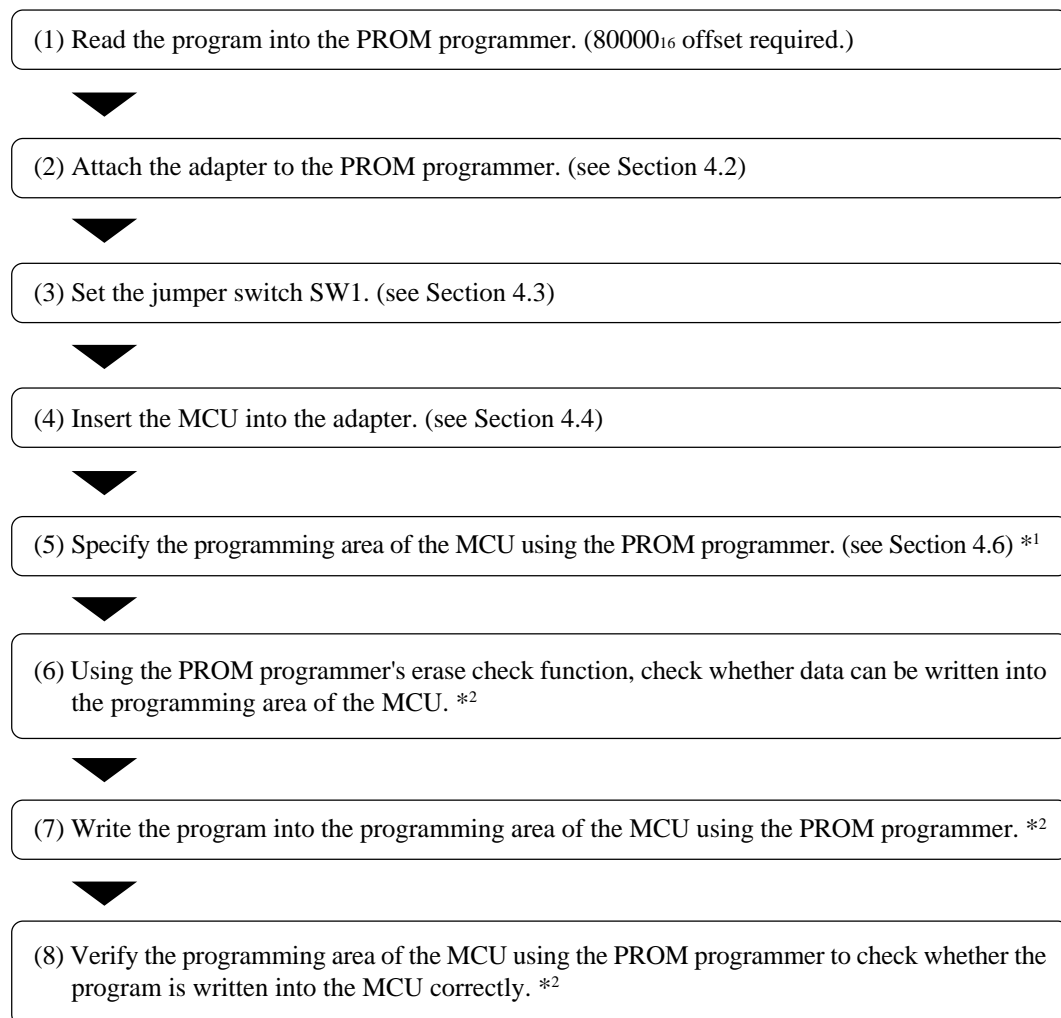 (1) Read the program into the PROM programmer. (80000₁₆ offset required.)
(2) Attach the adapter to the PROM programmer. (see Section 4.2)
(3) Set the jumper switch SW1. (see Section 4.3)
(4) Insert the MCU into the adapter. (see Section 4.4)
(5) Specify the programming area of the MCU using the PROM programmer. (see Section 4.6) *¹
(6) Using the PROM programmer's erase check function, check whether data can be written into
the programming area of the MCU. *²
(7) Write the program into the programming area of the MCU using the PROM programmer. *²
(8) Verify the programming area of the MCU using the PROM programmer to check whether the
program is written into the MCU correctly. *²